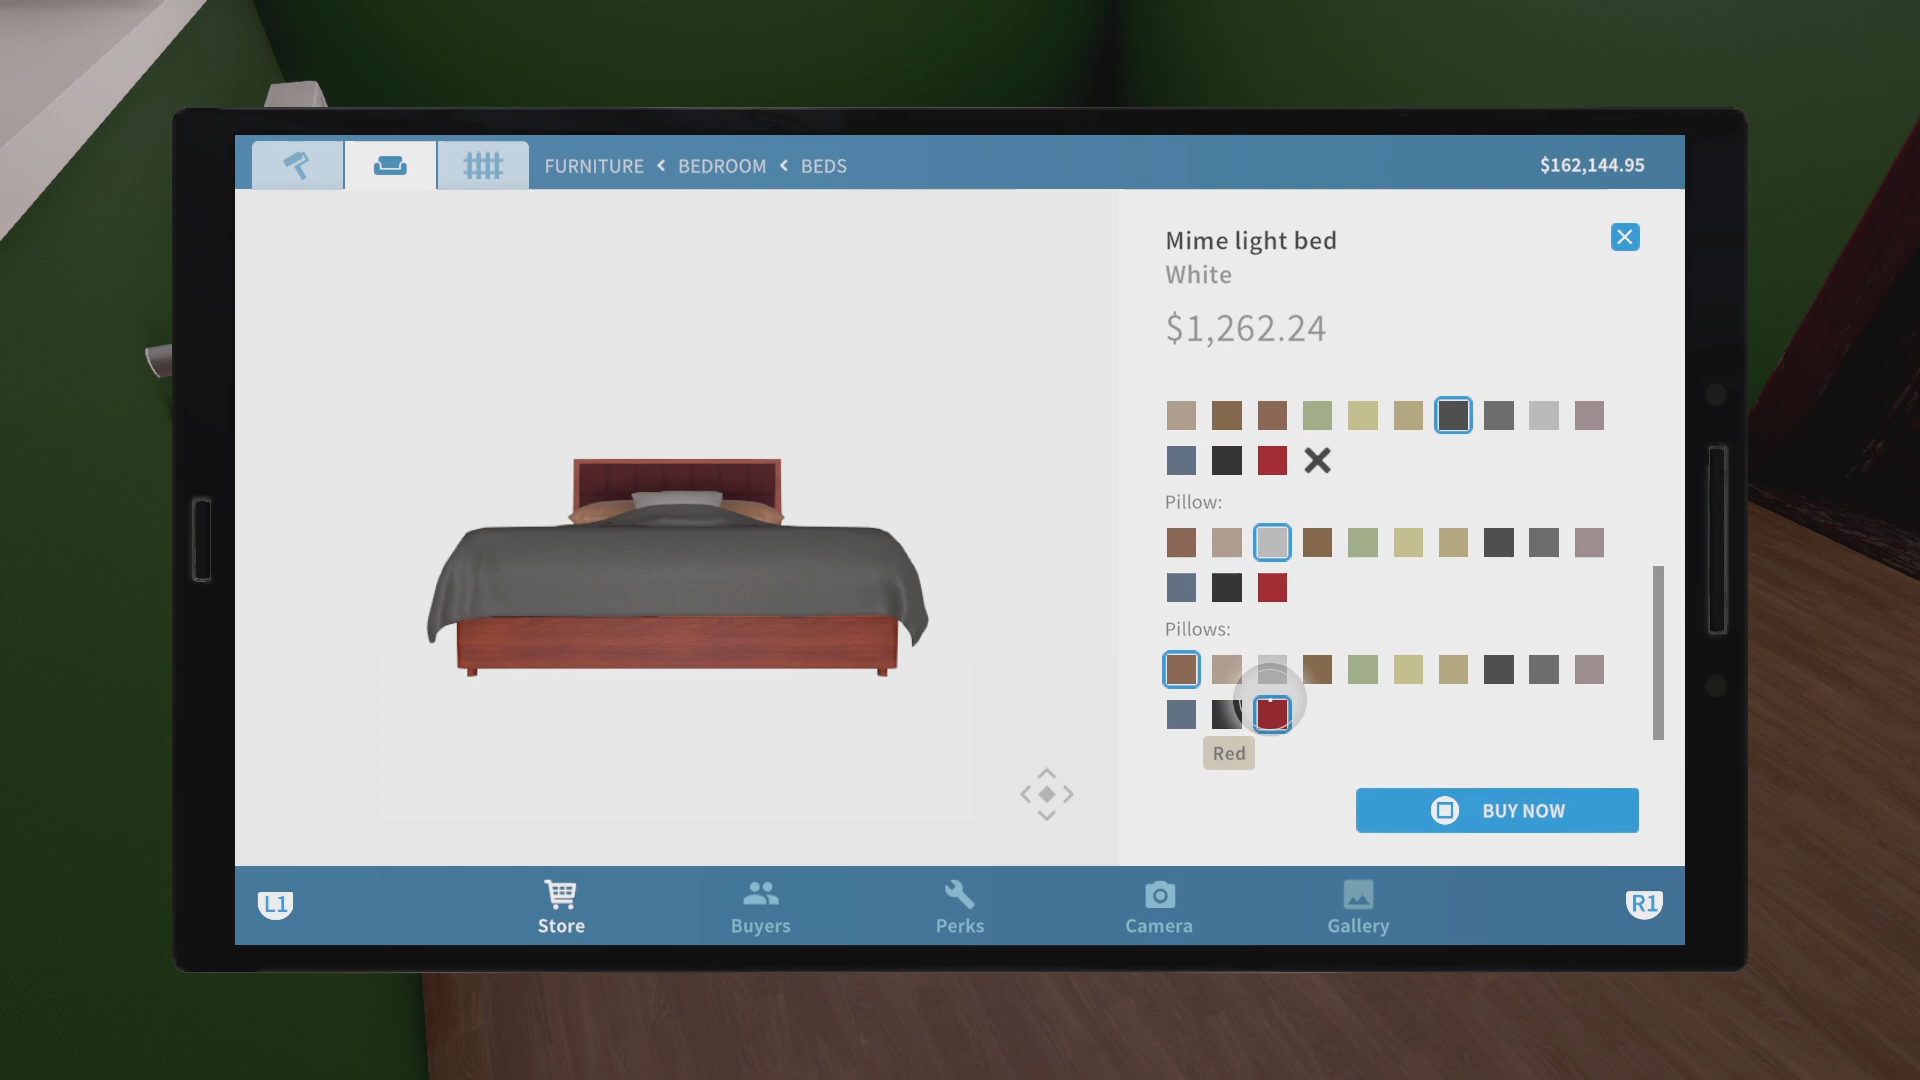 FURNITURE < BEDROOM < BEDS
$162,144.95
Mime light bed
White
$1,262.24
Pillow:
Pillows:
Red
BUY NOW
L1
Store
Buyers
Perks
Camera
Gallery
R1